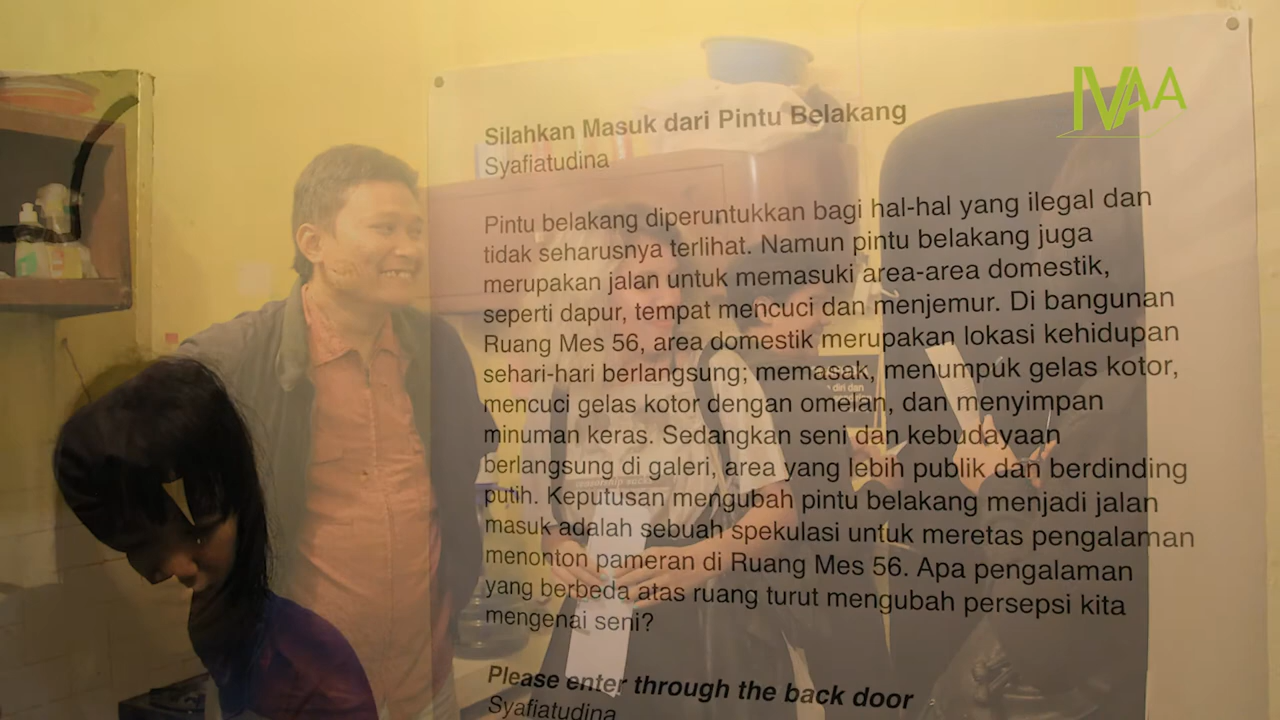 IVAA
Silahkan Masuk dari Pintu Belakang
Syafiatudina
Pintu belakang diperuntukkan bagi hal-hal yang ilegal dan
tidak seharusnya terlihat. Namun pintu belakang juga
merupakan jalan untuk memasuki area-area domestik,
seperti dapur, tempat mencuci dan menjemur. Di bangunan
Ruang Mes 56, area domestik merupakan lokasi kehidupan
sehari-hari berlangsung; memasak, menumpuk gelas kotor,
mencuci gelas kotor dengan omelan, dan menyimpan
minuman keras. Sedangkan seni dan kebudayaan
berlangsung di galeri, area yang lebih publik dan berdinding
putih. Keputusan mengubah pintu belakang menjadi jalan
masuk adalah sebuah spekulasi untuk meretas pengalaman
menonton pameran di Ruang Mes 56. Apa pengalaman
yang berbeda atas ruang turut mengubah persepsi kita
mengenai seni?
Please enter through the back door
Syafiatudina
diri dan